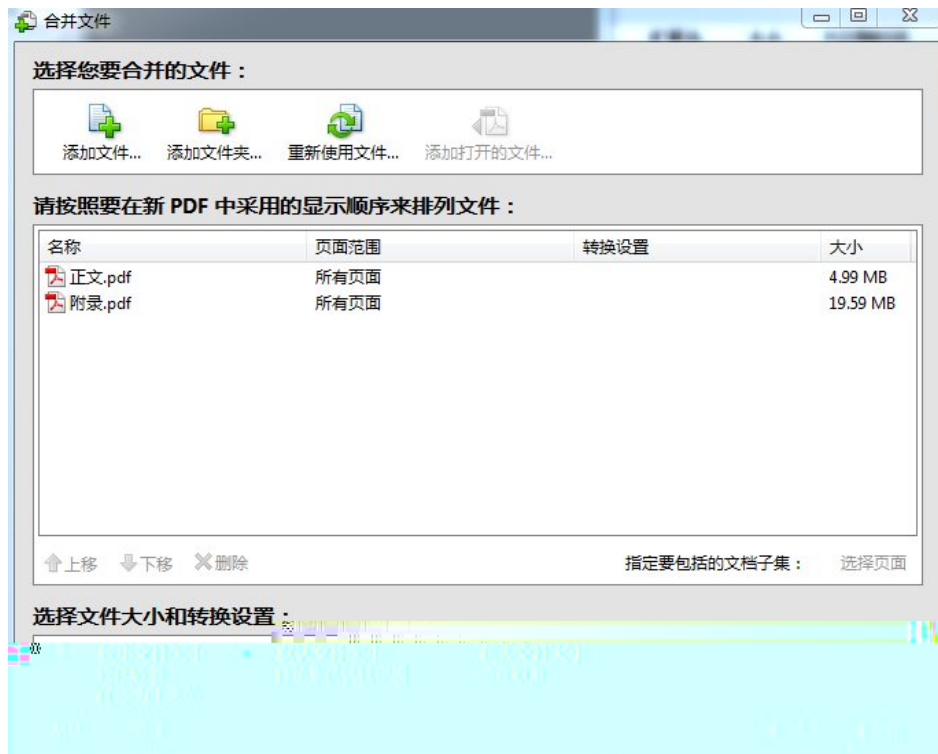 合并文件
选择您要合并的文件：
添加文件... 添加文件夹... 重新使用文件... 添加打开的文件...
请按照要在新 PDF 中采用的显示顺序来排列文件：
名称 页面范围 转换设置 大小
正文.pdf 所有页面 4.99 MB
附录.pdf 所有页面 19.59 MB
上移 下移 删除 指定要包括的文档子集： 选择页面
选择文件大小和转换设置：